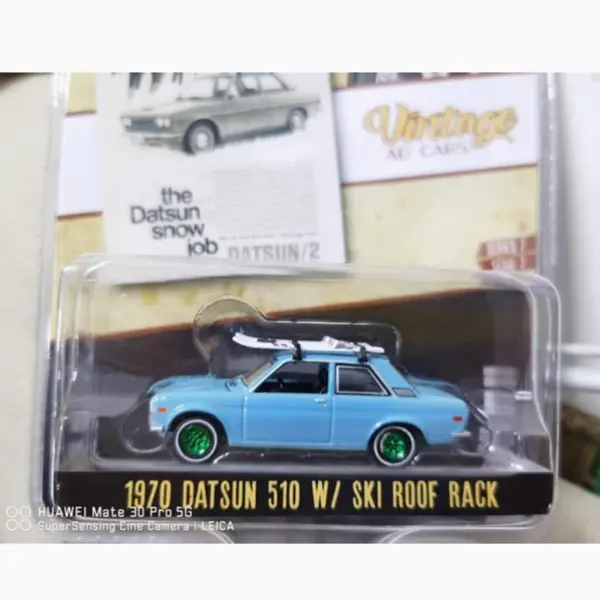 Vintage
AD CARS
the
Datsun
snow
job
DATSUN/2
SERIES
1970 DATSUN 510 W/ SKI ROOF RACK
HUAWEI Mate 30 Pro 5G
SuperSensing Cine Camera | LEICA